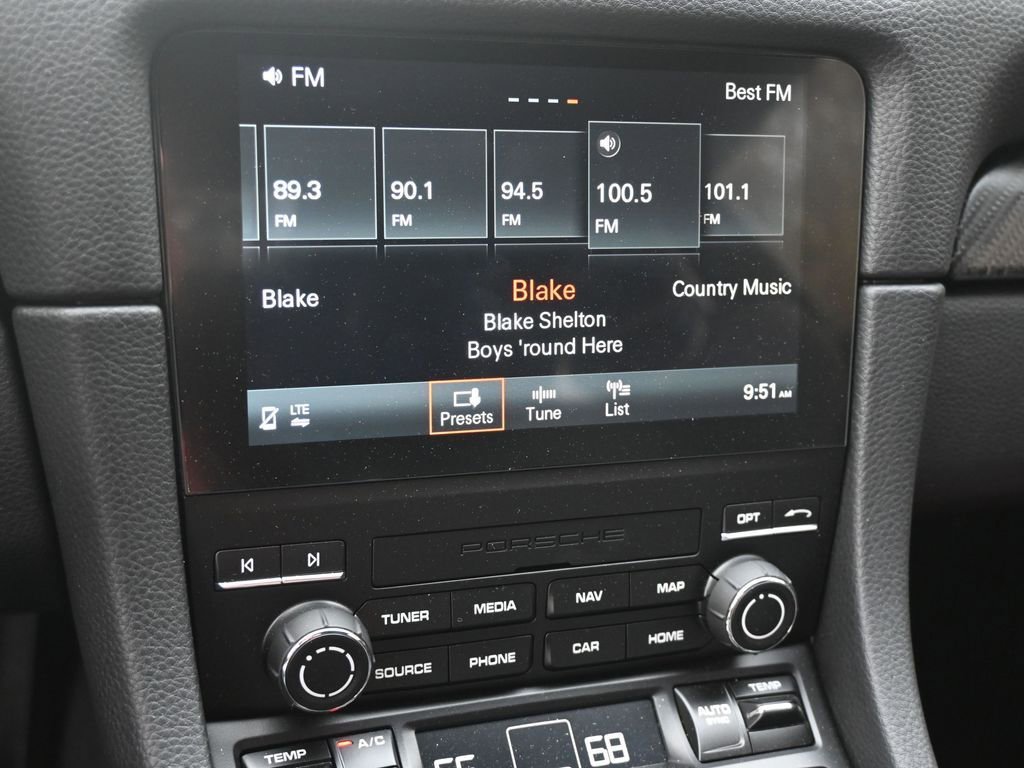 FM
Best FM
89.3
FM
90.1
FM
94.5
FM
100.5
FM
101.1
FM
Blake
Blake
Country Music
Blake Shelton
Boys 'round Here
LTE
Presets
Tune
List
9:51 AM
OPT
PORSCHE
TUNER
MEDIA
NAV
MAP
SOURCE
PHONE
CAR
HOME
TEMP
A/C
68
AUTO
SYNC
TEMP